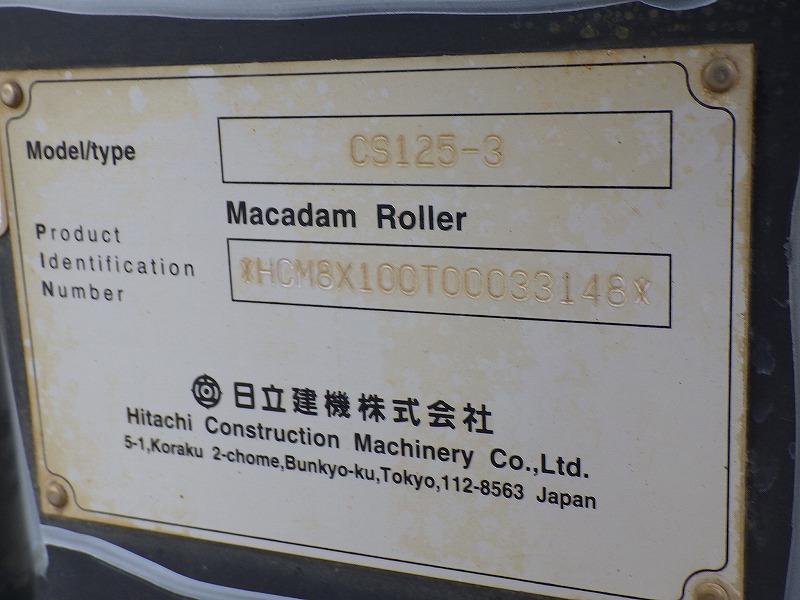 Model/type
CS125-3
Macadam Roller
Product
Identification
Number
*HCM8X100T00033148*
日立建機株式会社
Hitachi Construction Machinery Co.,Ltd.
5-1,Koraku 2-chome,Bunkyo-ku,Tokyo,112-8563 Japan